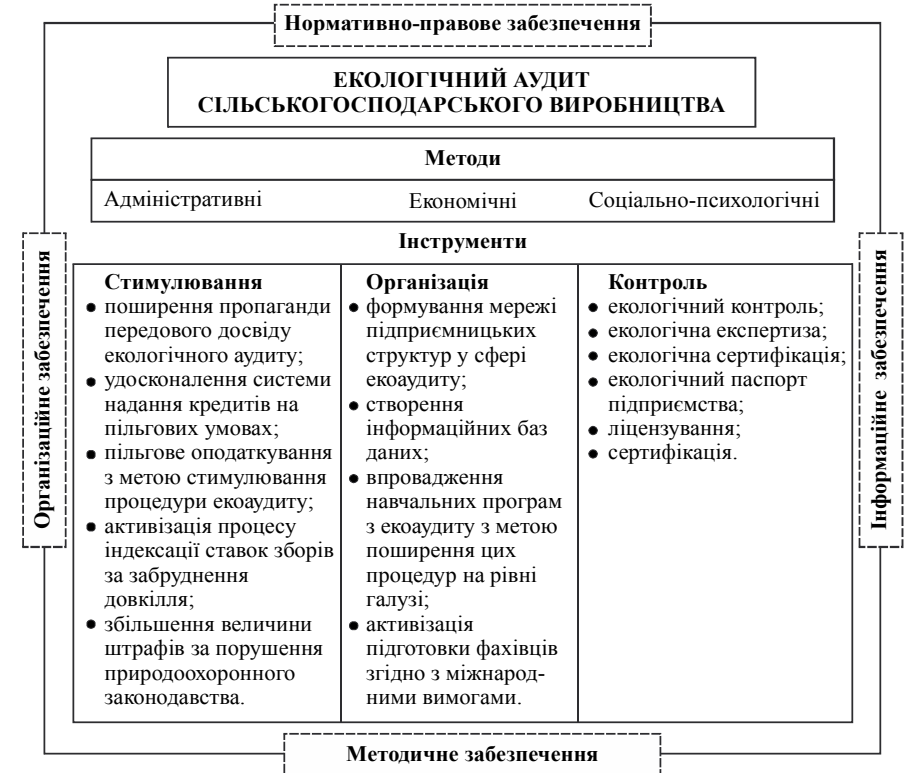 Нормативно-правове забезпечення
ЕКОЛОГІЧНИЙ АУДИТ
СІЛЬСЬКОГОСПОДАРСЬКОГО ВИРОБНИЦТВА
Методи
Адміністративні
Економічні
Соціально-психологічні
Організаційне забезпечення
Інструменти
Стимулювання
● поширення пропаганди
передового досвіду
екологічного аудиту;
● удосконалення системи
надання кредитів на
пільгових умовах;
● пільгове оподаткування
з метою стимулювання
процедури екоаудиту;
● активізація процесу
індексації ставок зборів
за забруднення
довкілля;
● збільшення величини
штрафів за порушення
природоохоронного
законодавства.
Організація
● формування мережі
підприємницьких
структур у сфері
екоаудиту;
● створення
інформаційних баз
даних;
● впровадження
навчальних програм
з екоаудиту з метою
поширення цих
процедур на рівні
галузі;
● активізація
підготовки фахівців
згідно з міжнарод-
ними вимогами.
Контроль
● екологічний контроль;
● екологічна експертиза;
● екологічна сертифікація;
● екологічний паспорт
підприємства;
● ліцензування;
● сертифікація.
Інформаційне забезпечення
Методичне забезпечення